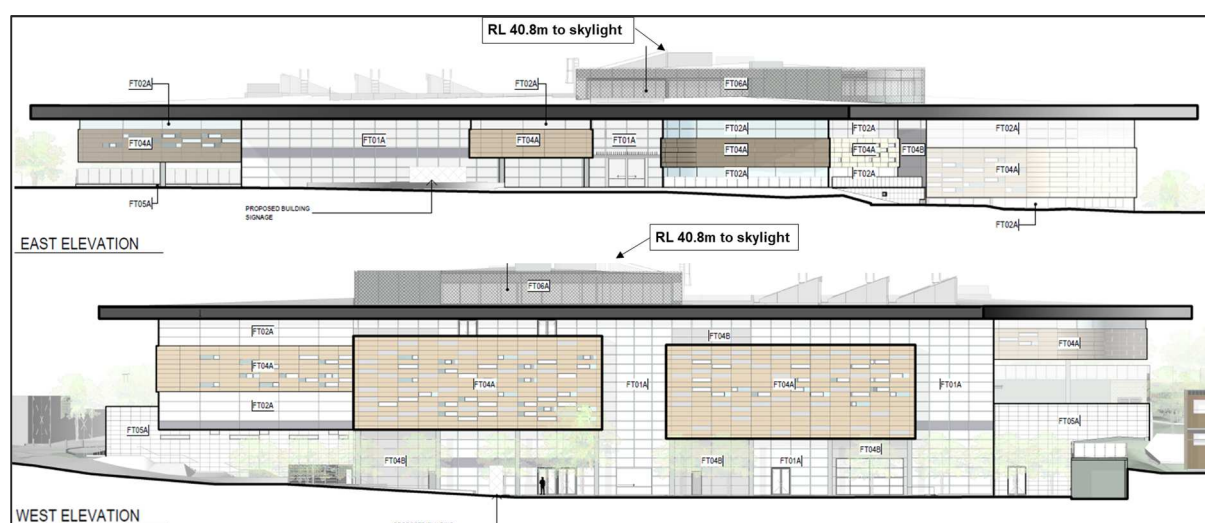 RL 40.8m to skylight
FT02A
FT02A
FT06A
FT04A
FT01A
FT04A
FT01A
FT02A
FT02A
FT02A
FT04A
FT04A
FT04B
FT04A
FT02A
FT02A
FT05A
PROPOSED BUILDING
SIGNAGE
FT02A
EAST ELEVATION
RL 40.8m to skylight
FT06A
FT02A
FT04B
FT04A
FT04A
FT04A
FT01A
FT04A
FT01A
FT02A
FT05A
FT05A
FT04B
FT04B
FT01A
FT04B
WEST ELEVATION